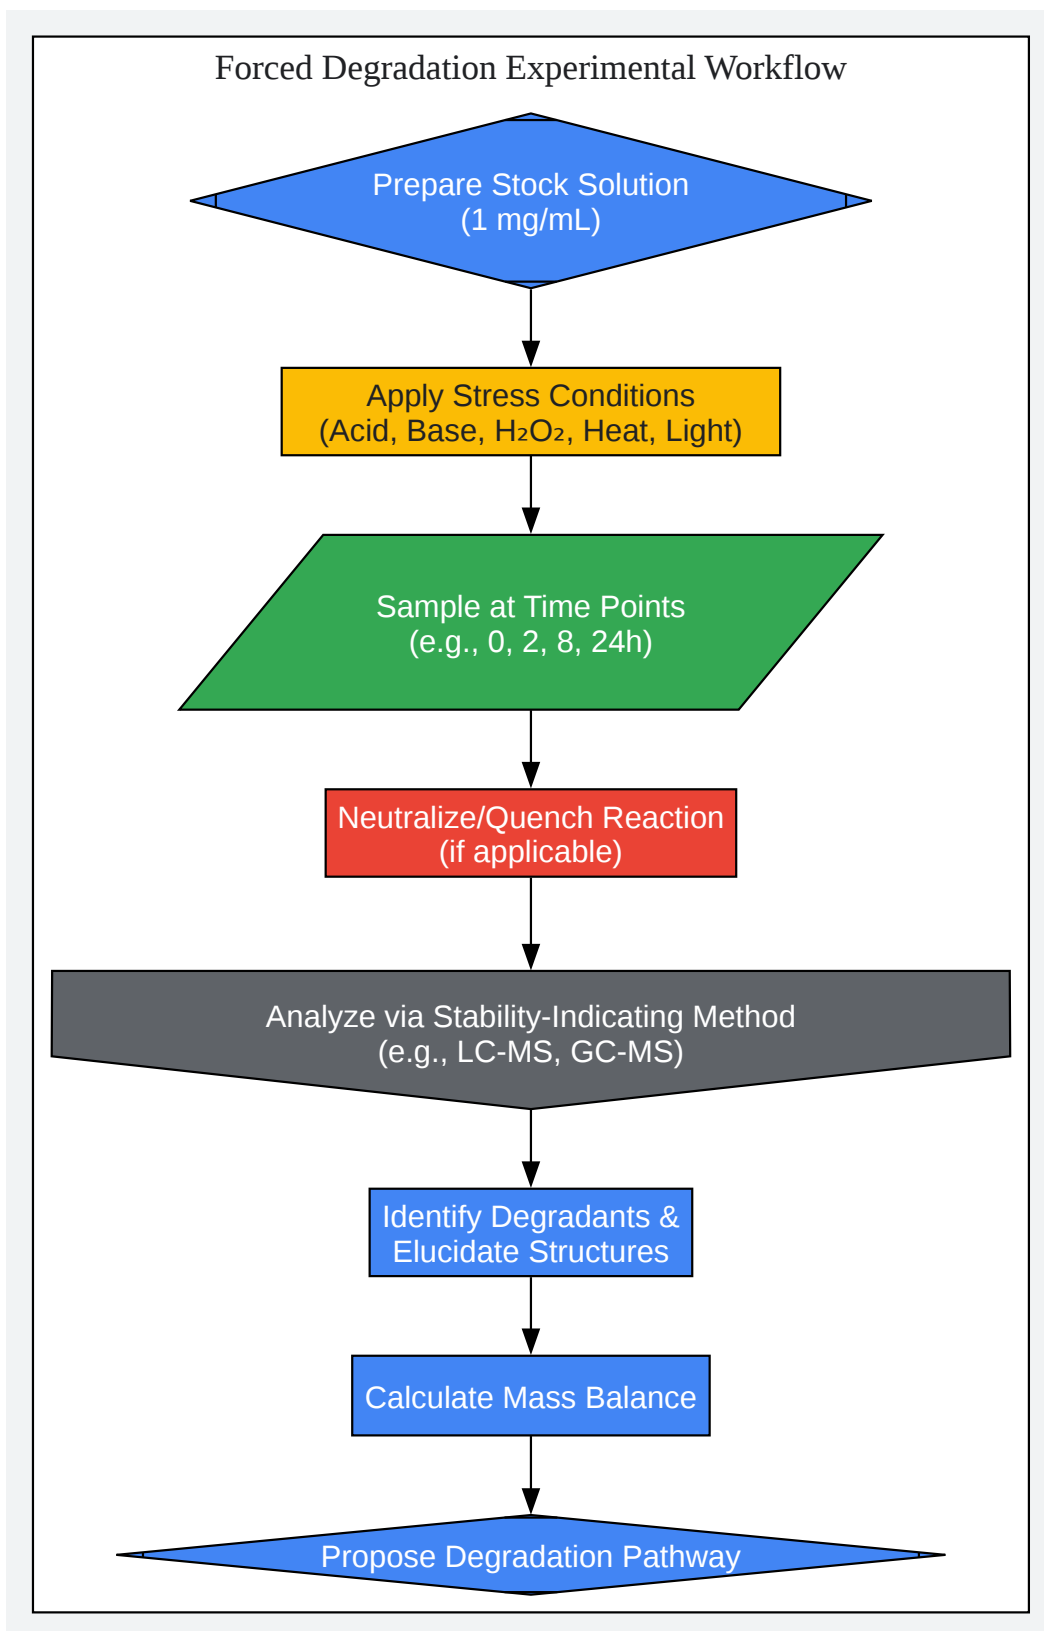 Forced Degradation Experimental Workflow
Prepare Stock Solution
(1 mg/mL)
Apply Stress Conditions
(Acid, Base, H₂O₂, Heat, Light)
Sample at Time Points
(e.g., 0, 2, 8, 24h)
Neutralize/Quench Reaction
(if applicable)
Analyze via Stability-Indicating Method
(e.g., LC-MS, GC-MS)
Identify Degradants &
Elucidate Structures
Calculate Mass Balance
Propose Degradation Pathway